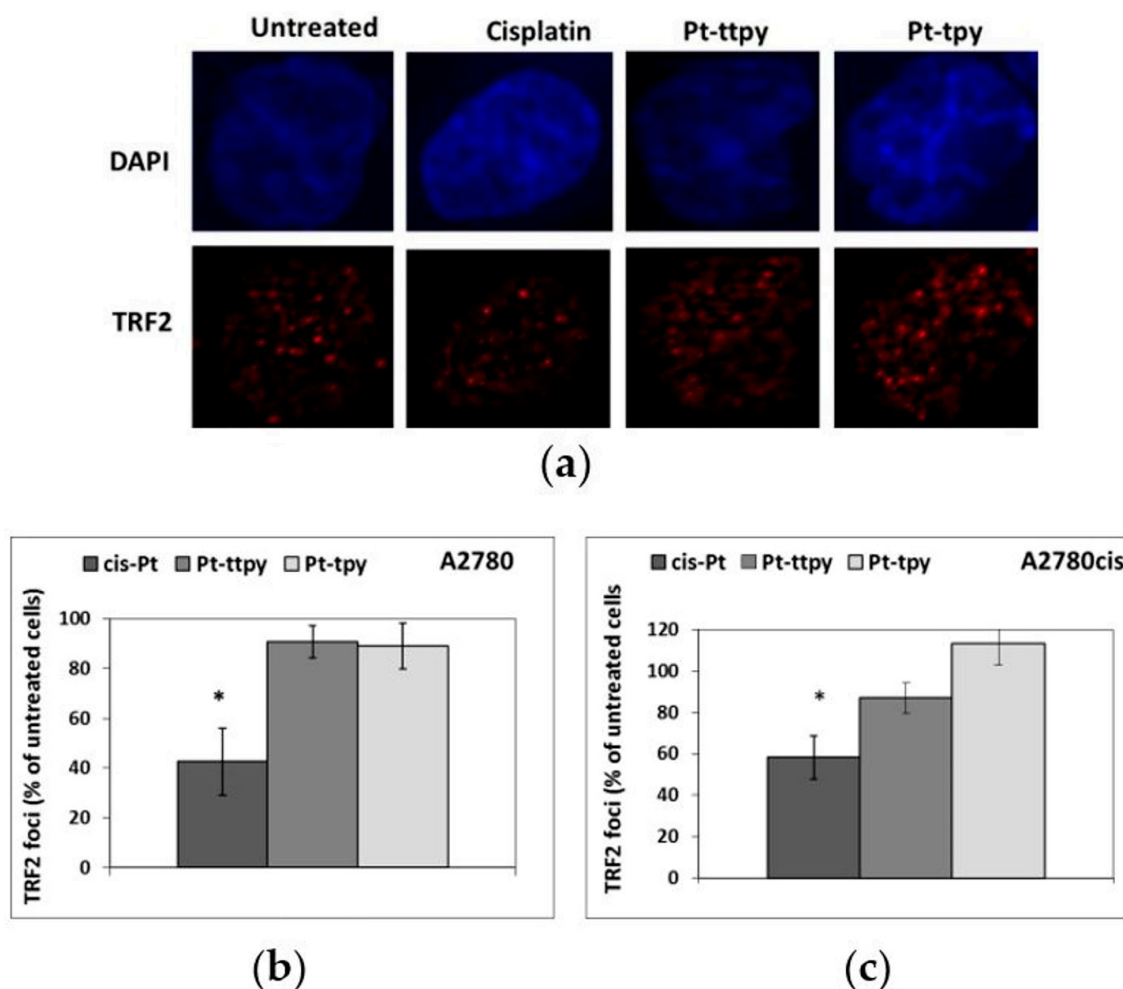 Untreated Cisplatin Pt-ttpy Pt-tpy
DAPI
TRF2
(a)
cis-Pt Pt-ttpy Pt-tpy A2780
TRF2 foci (% of untreated cells)
100
80
60
40
20
0
*
(b)
cis-Pt Pt-ttpy Pt-tpy A2780cis
TRF2 foci (% of untreated cells
120
100
80
60
40
20
0
*
(c)